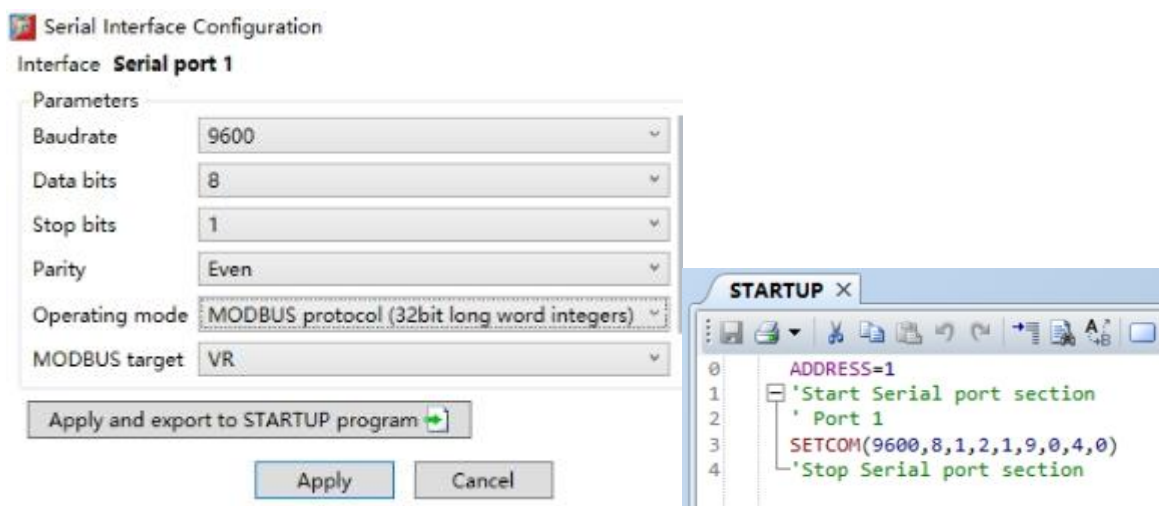 Serial Interface Configuration
Interface Serial port 1
Parameters
Baudrate 9600
Data bits 8
Stop bits 1
Parity Even
Operating mode MODBUS protocol (32bit long word integers)
MODBUS target VR
Apply and export to STARTUP program
Apply Cancel
STARTUP
0 ADDRESS=1
1 'Start Serial port section
2 ' Port 1
3 SETCOM(9600,8,1,2,1,9,0,4,0)
4 'Stop Serial port section